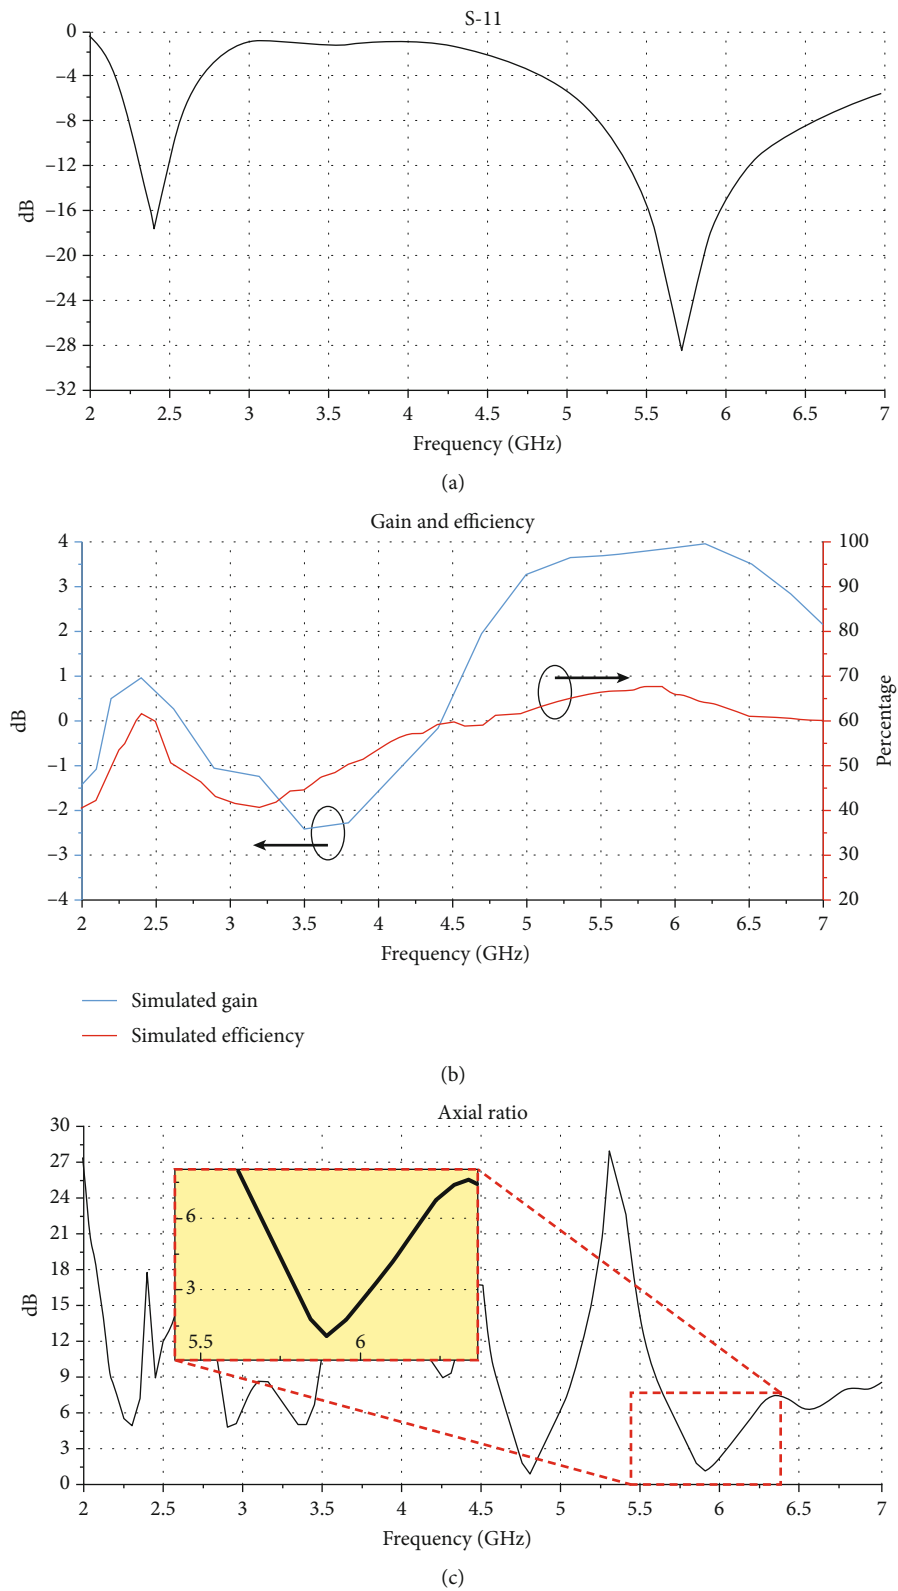 S-11
0
−4
−8
−12
−16
−20
−24
−28
−32
dB
2 2.5 3 3.5 4 4.5 5 5.5 6 6.5 7
Frequency (GHz)
(a)
Gain and efficiency
4
3
2
1
0
−1
−2
−3
−4
dB
100
90
80
70
60
50
40
30
20
Percentage
2 2.5 3 3.5 4 4.5 5 5.5 6 6.5 7
Frequency (GHz)
Simulated gain
Simulated efficiency
(b)
Axial ratio
30
27
24
21
18
15
12
9
6
3
0
dB
6
3
5.5 6
2 2.5 3 3.5 4 4.5 5 5.5 6 6.5 7
Frequency (GHz)
(c)